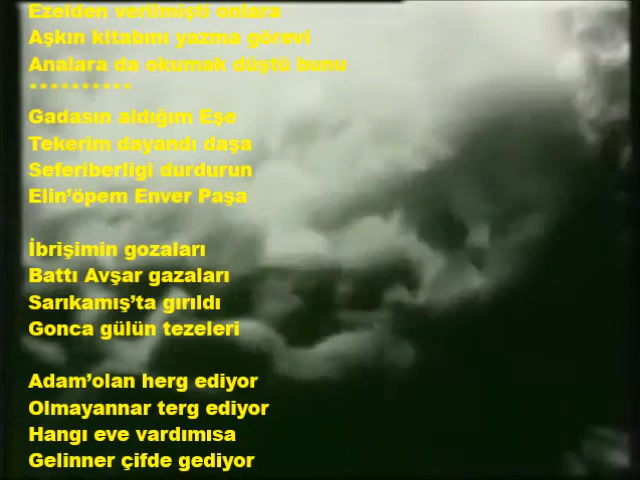 Ezelden verilmişti onlara
Aşkın kitabını yazma görevi
Analara da okumak düştü bunu
**********
Gadasın aldığım Eşe
Tekerim dayandı daşa
Seferiberligi durdurun
Elin'öpem Enver Paşa
İbrişimin gozaları
Battı Avşar gazaları
Sarıkamış'ta gırıldı
Gonca gülün tezeleri
Adam'olan herg ediyor
Olmayannar terg ediyor
Hangı eve vardımısa
Gelinner çifde gediyor